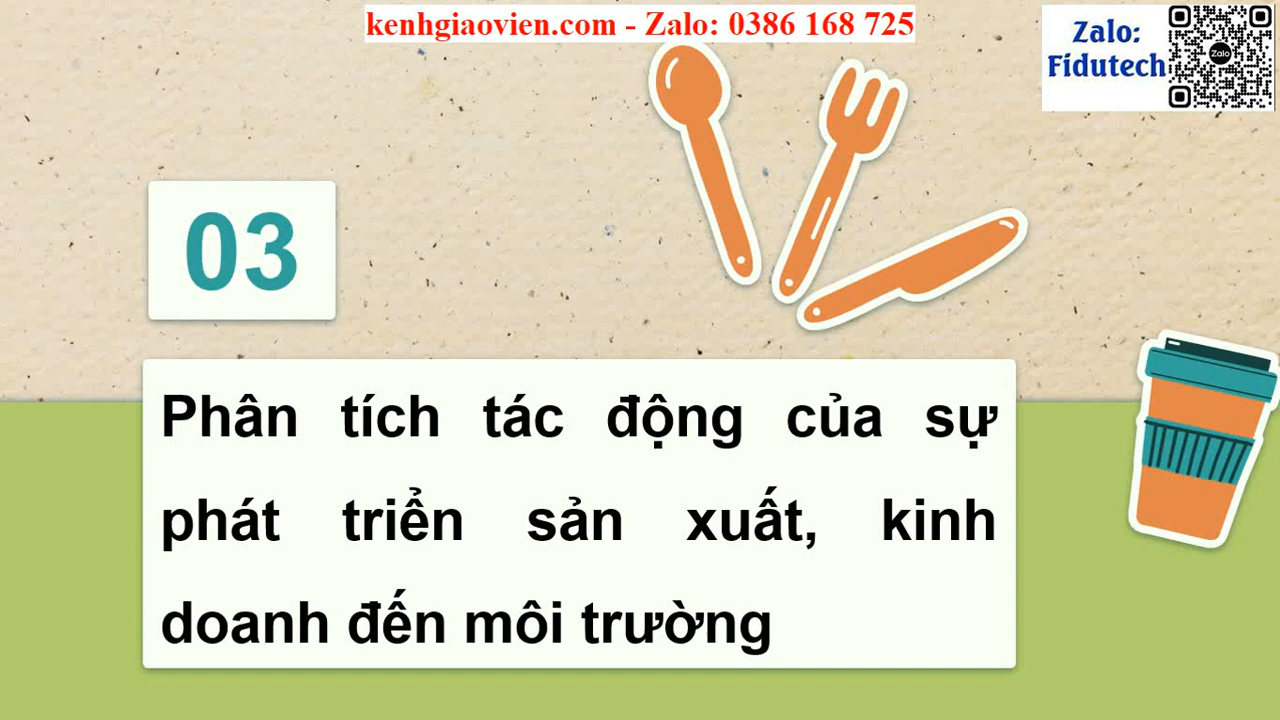 kenhgiaovien.com - Zalo: 0386 168 725
Zalo:
Fidutech
Zalo
03
Phân tích tác động của sự
phát triển sản xuất, kinh
doanh đến môi trường